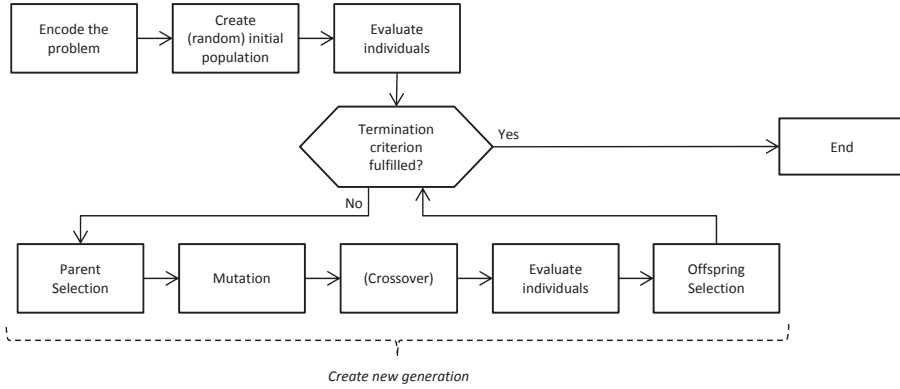 Encode the
problem
Create
(random) initial
population
Evaluate
individuals
Termination
criterion
fulfilled?
Yes
End
No
Parent
Selection
Mutation
(Crossover)
Evaluate
individuals
Offspring
Selection
Create new generation